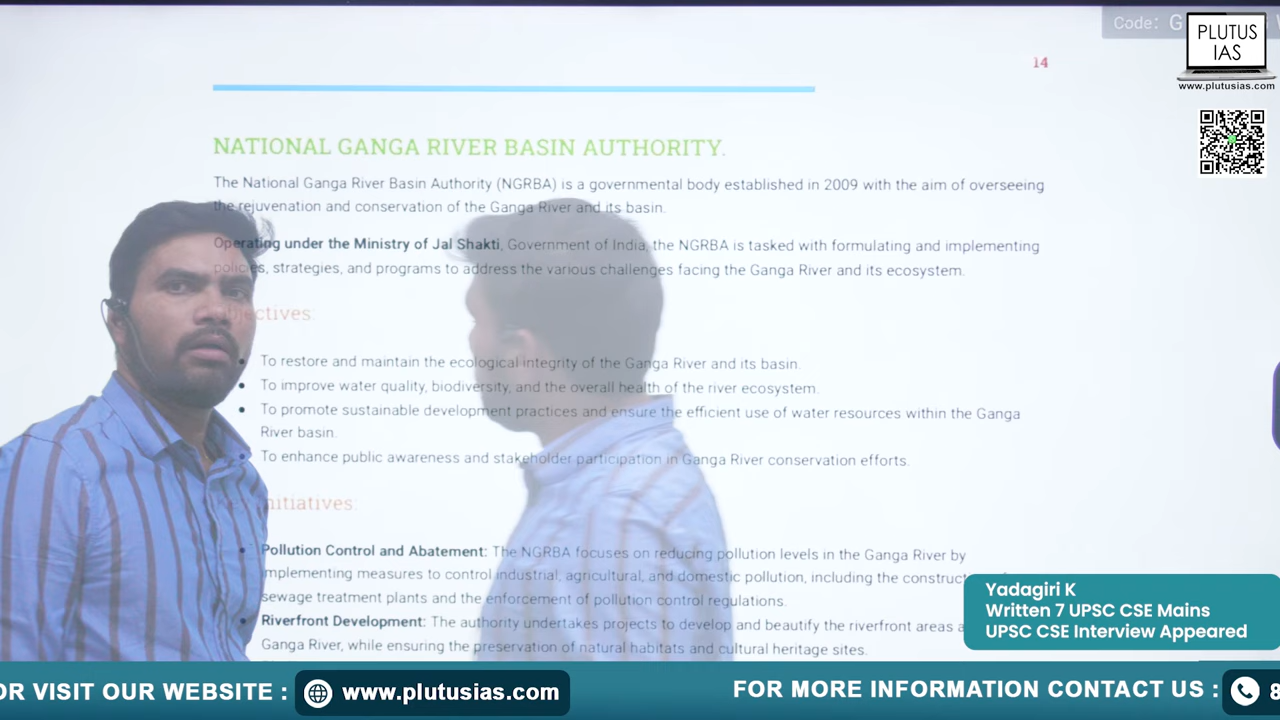 Code: G
PLUTUS
IAS
www.plutusias.com
14
NATIONAL GANGA RIVER BASIN AUTHORITY.
The National Ganga River Basin Authority (NGRBA) is a governmental body established in 2009 with the aim of overseeing
the rejuvenation and conservation of the Ganga River and its basin.
Operating under the Ministry of Jal Shakti, Government of India, the NGRBA is tasked with formulating and implementing
policies, strategies, and programs to address the various challenges facing the Ganga River and its ecosystem.
Objectives:
• To restore and maintain the ecological integrity of the Ganga River and its basin.
• To improve water quality, biodiversity, and the overall health of the river ecosystem.
• To promote sustainable development practices and ensure the efficient use of water resources within the Ganga
River basin.
• To enhance public awareness and stakeholder participation in Ganga River conservation efforts.
Key Initiatives:
• Pollution Control and Abatement: The NGRBA focuses on reducing pollution levels in the Ganga River by
implementing measures to control industrial, agricultural, and domestic pollution, including the construct
sewage treatment plants and the enforcement of pollution control regulations.
• Riverfront Development: The authority undertakes projects to develop and beautify the riverfront areas a
Ganga River, while ensuring the preservation of natural habitats and cultural heritage sites.
Yadagiri K
Written 7 UPSC CSE Mains
UPSC CSE Interview Appeared
OR VISIT OUR WEBSITE : www.plutusias.com
FOR MORE INFORMATION CONTACT US : 8